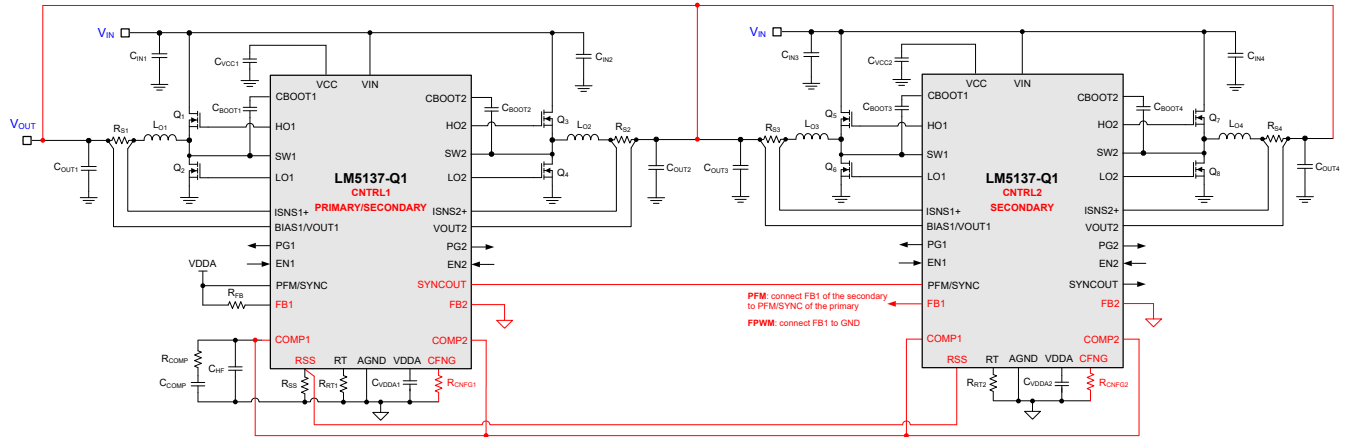 VIN
CIN1
CVCC1
VCC
VIN
CIN2
CBOOT1
CBOOT1
CBOOT2
CBOOT2
Q1
HO1
HO2
Q3
VOUT
RS1
LO1
LO2
RS2
SW1
SW2
COUT1
Q2
LO1
LM5137-Q1
CNTRL1
PRIMARY/SECONDARY
LO2
Q4
COUT2
ISNS1+
ISNS2+
BIAS1/VOUT1
VOUT2
PG1
PG2
EN1
EN2
VDDA
PFM/SYNC
SYNCOUT
RFB
FB1
FB2
COMP1
COMP2
RCOMP
CCOMP
CHF
RSS
RT
AGND
VDDA
CFNG
RSS
RRT1
CVDDA1
RCNFG1
PFM: connect FB1 of the secondary
to PFM/SYNC of the primary
FPWM: connect FB1 to GND
VIN
CIN3
CVCC2
VCC
VIN
CIN4
CBOOT3
CBOOT1
CBOOT2
CBOOT4
Q5
HO1
HO2
Q7
RS3
LO3
LO4
RS4
SW1
SW2
COUT3
Q6
LO1
LM5137-Q1
CNTRL2
SECONDARY
LO2
Q8
COUT4
ISNS1+
ISNS2+
BIAS1/VOUT1
VOUT2
PG1
PG2
EN1
EN2
PFM/SYNC
SYNCOUT
FB1
FB2
COMP1
COMP2
RSS
RT
AGND
VDDA
CFNG
RRT2
CVDDA2
RCNFG2